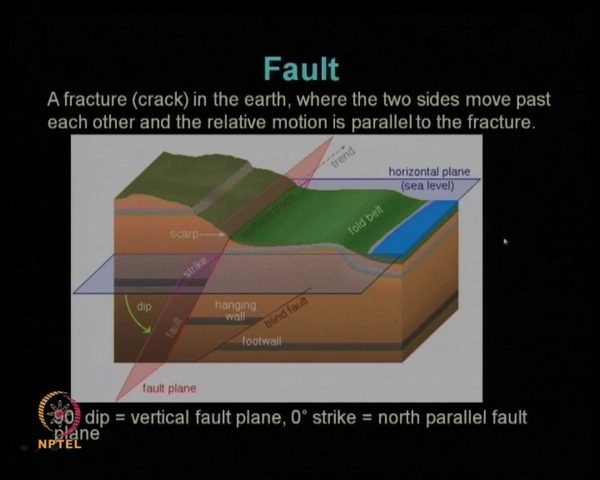 Fault
A fracture (crack) in the earth, where the two sides move past
each other and the relative motion is parallel to the fracture.
trend
horizontal plane
(sea level)
surface trace
fold belt
scarp
strike
dip
hanging
wall
blind fault
fault
footwall
fault plane
90° dip = vertical fault plane, 0° strike = north parallel fault
plane
NPTEL